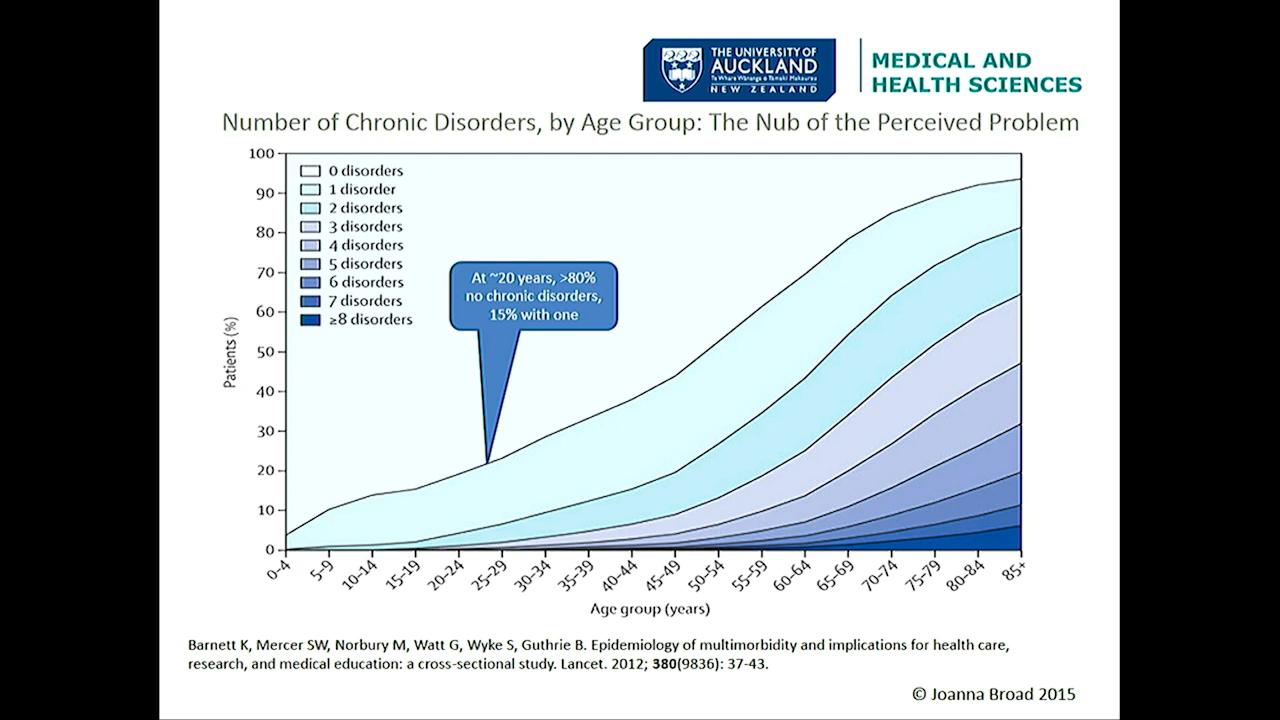 THE UNIVERSITY OF
AUCKLAND
Te Whare Wānanga o Tāmaki Makaurau
NEW ZEALAND
MEDICAL AND
HEALTH SCIENCES
Number of Chronic Disorders, by Age Group: The Nub of the Perceived Problem
100
90
80
70
60
50
40
30
20
10
0
Patients (%)
0 disorders
1 disorder
2 disorders
3 disorders
4 disorders
5 disorders
6 disorders
7 disorders
≥8 disorders
At ~20 years, >80%
no chronic disorders,
15% with one
0–4
5–9
10–14
15–19
20–24
25–29
30–34
35–39
40–44
45–49
50–54
55–59
60–64
65–69
70–74
75–79
80–84
85+
Age group (years)
Barnett K, Mercer SW, Norbury M, Watt G, Wyke S, Guthrie B. Epidemiology of multimorbidity and implications for health care,
research, and medical education: a cross-sectional study. Lancet. 2012; 380(9836): 37-43.
© Joanna Broad 2015